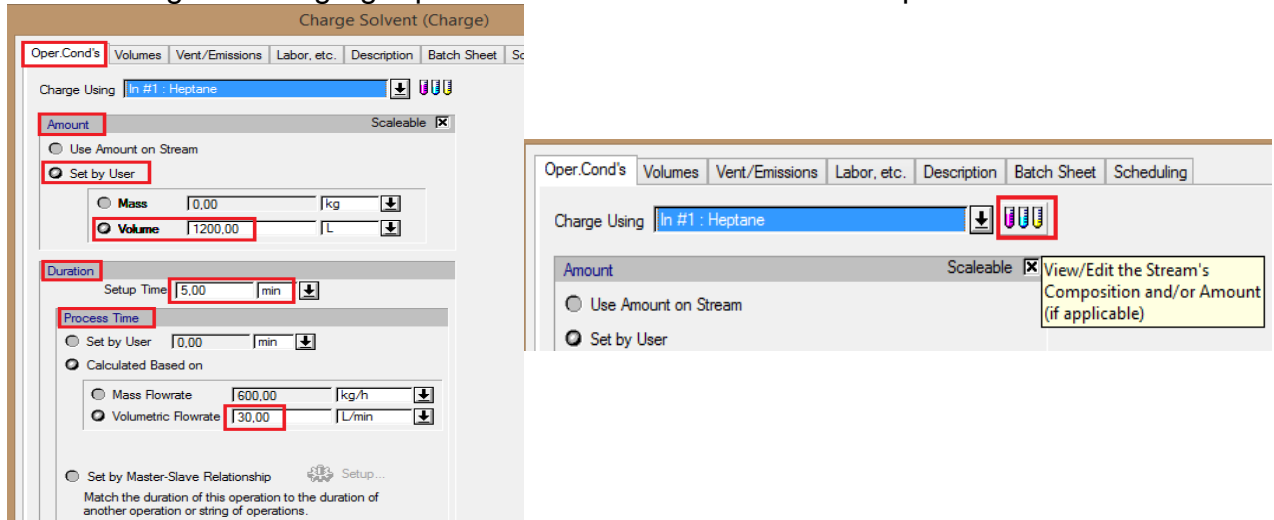 Charge Solvent (Charge)
Oper.Cond's Volumes Vent/Emissions Labor, etc. Description Batch Sheet
Charge Using In #1 : Heptane
Amount Scaleable
Use Amount on Stream
Set by User
Mass 0,00 kg
Volume 1200,00 L
Duration
Setup Time 5,00 min
Process Time
Set by User 0,00 min
Calculated Based on
Mass Flowrate 600,00 kg/h
Volumetric Flowrate 30,00 L/min
Set by Master-Slave Relationship Setup...
Match the duration of this operation to the duration of
another operation or string of operations.
Oper.Cond's Volumes Vent/Emissions Labor, etc. Description Batch Sheet Scheduling
Charge Using In #1 : Heptane
Amount Scaleable
Use Amount on Stream
Set by User
View/Edit the Stream's
Composition and/or Amount
(if applicable)